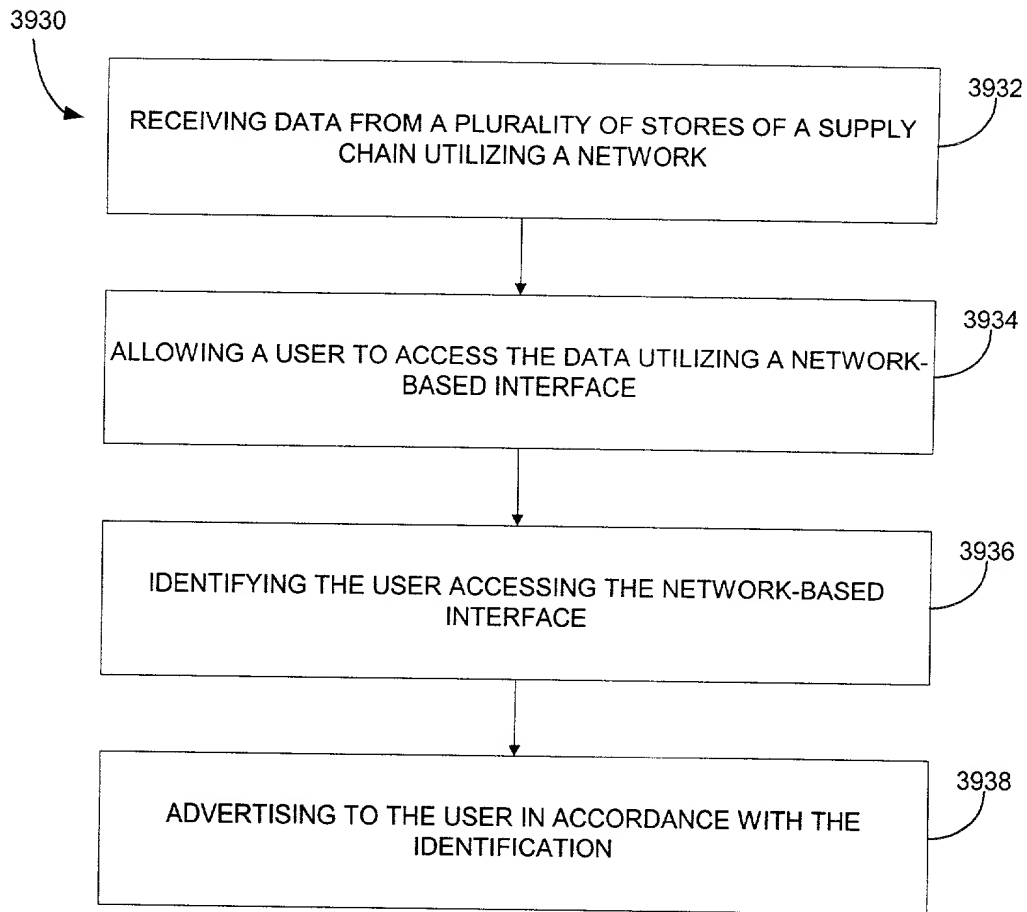 3930
3932
RECEIVING DATA FROM A PLURALITY OF STORES OF A SUPPLY
CHAIN UTILIZING A NETWORK
3934
ALLOWING A USER TO ACCESS THE DATA UTILIZING A NETWORK-
BASED INTERFACE
3936
IDENTIFYING THE USER ACCESSING THE NETWORK-BASED
INTERFACE
3938
ADVERTISING TO THE USER IN ACCORDANCE WITH THE
IDENTIFICATION